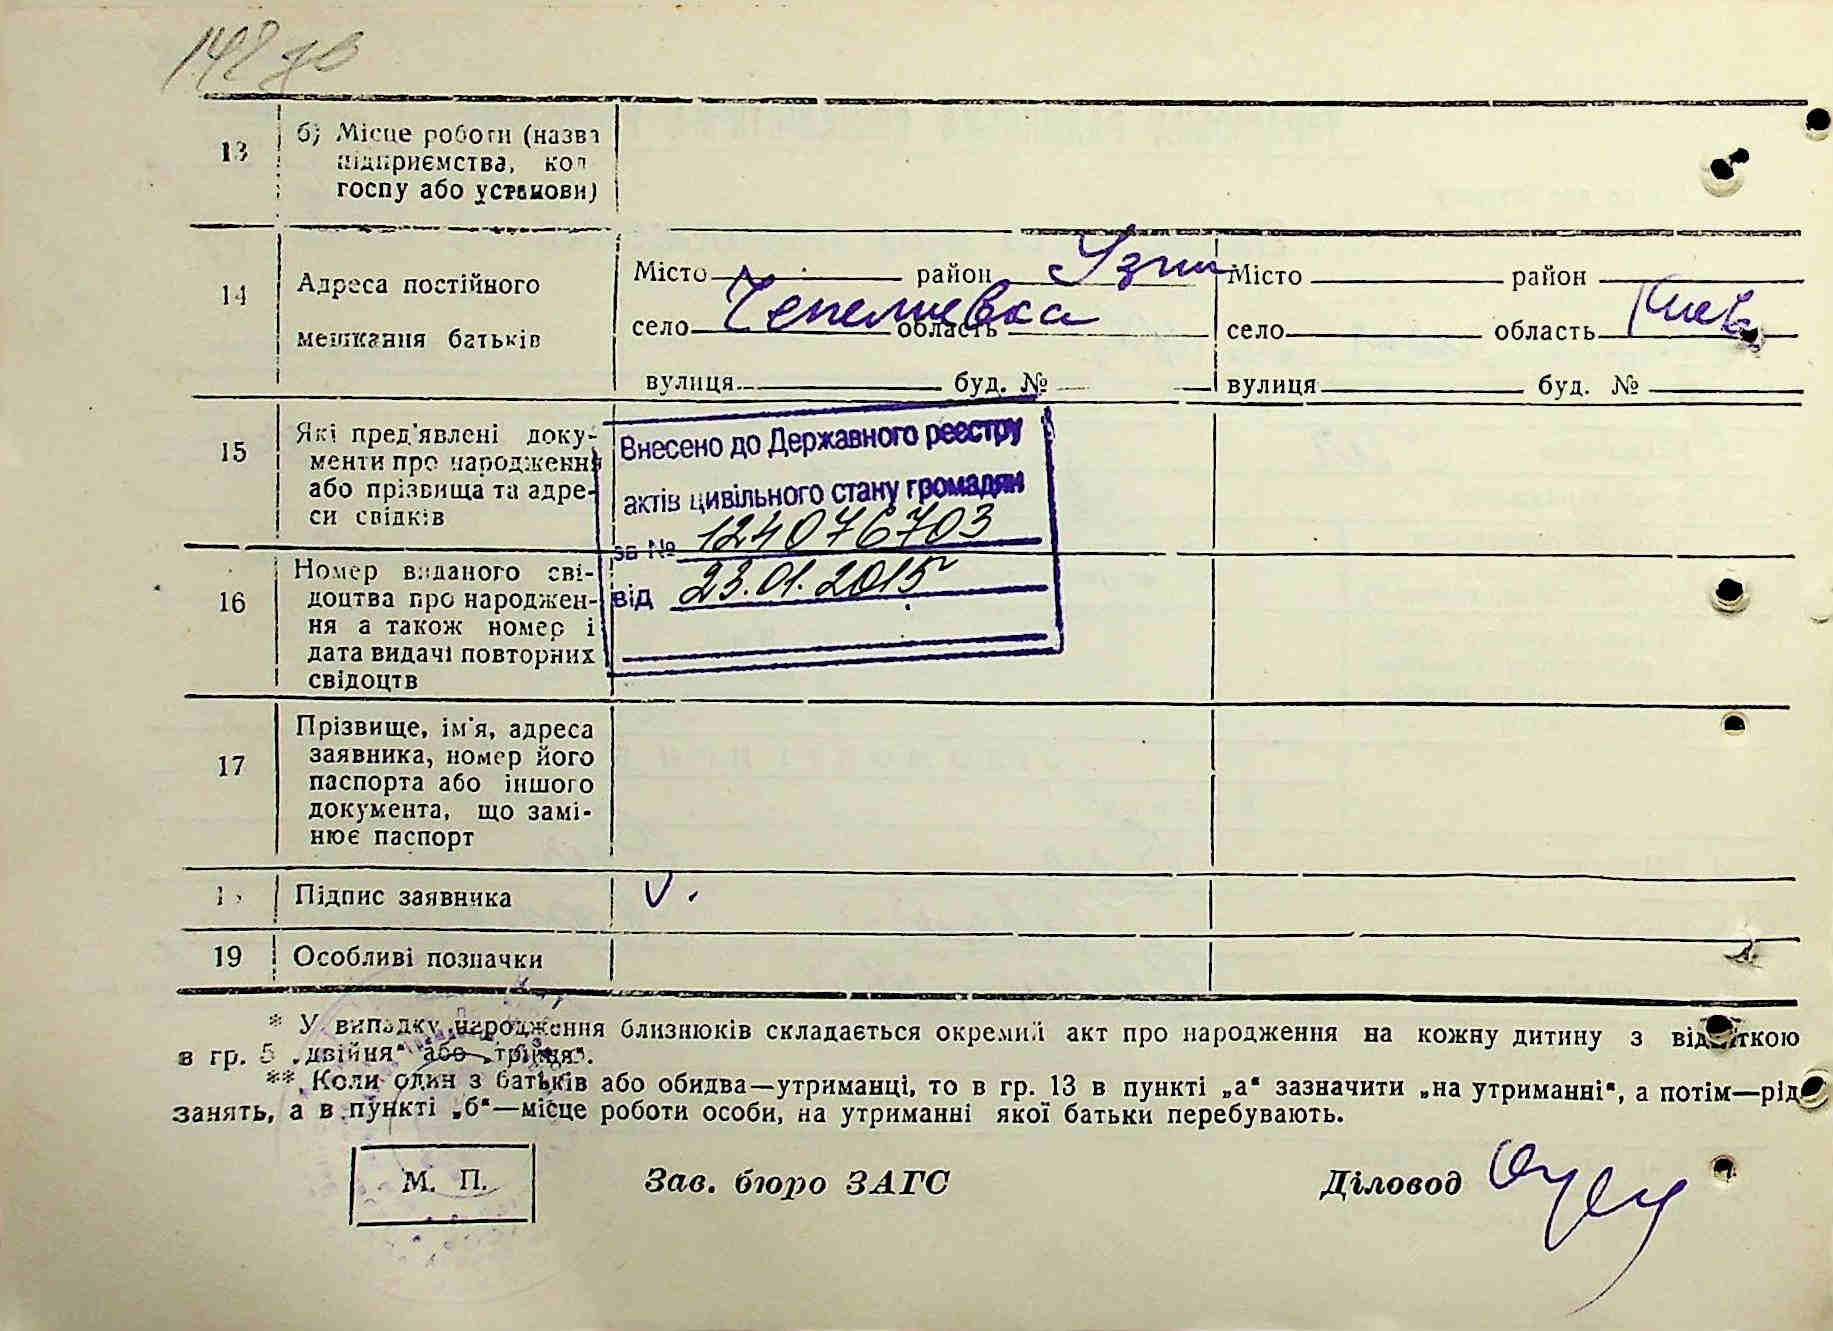 142 зв
13
б) Місце роботи (назва
підприємства, кол
госпу або установи)
14
Адреса постійного
мешкання батьків
Місто район Узин
село Чепелиевка область
вулиця буд. №
Місто район
село область Киев
вулиця буд. №
15
Які пред'явлені доку-
менти про народження
або прізвища та адре-
си свідків
Внесено до Державного реєстру
актів цивільного стану громадян
за № 124076703
від 23.01.2015
16
Номер виданого сві-
доцтва про народжен-
ня а також номер і
дата видачі повторних
свідоцтв
17
Прізвище, ім'я, адреса
заявника, номер його
паспорта або іншого
документа, що замі-
нює паспорт
Підпис заявника
19
Особливі позначки
* У випадку народження близнюків складається окремий акт про народження на кожну дитину з відміткою
в гр. 5 „двійня“ або „трійня“.
** Коли один з батьків або обидва—утриманці, то в гр. 13 в пункті „а“ зазначити „на утриманні“, а потім—рід
занять, а в пункті „б“—місце роботи особи, на утриманні якої батьки перебувають.
М. П.
Зав. бюро ЗАГС
Діловод